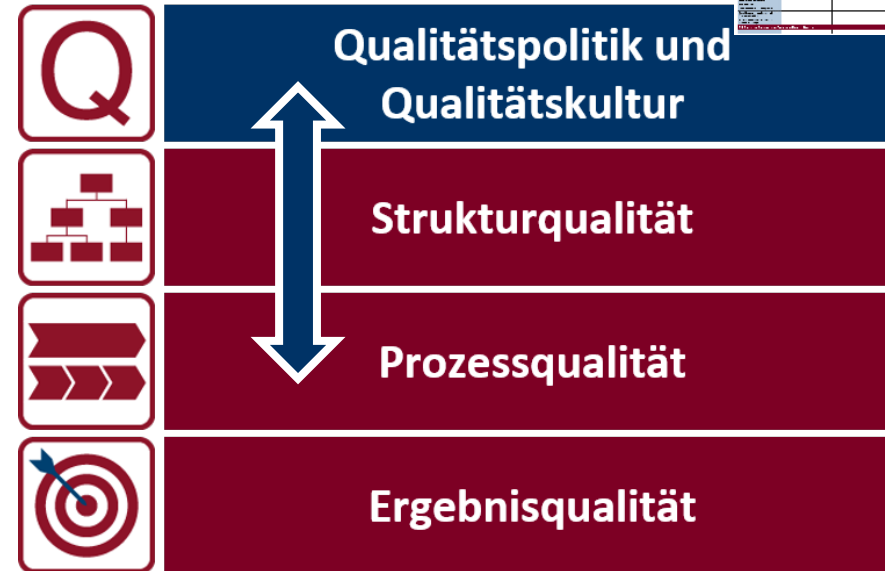 Q
Qualitätspolitik und
Qualitätskultur
Strukturqualität
Prozessqualität
Ergebnisqualität